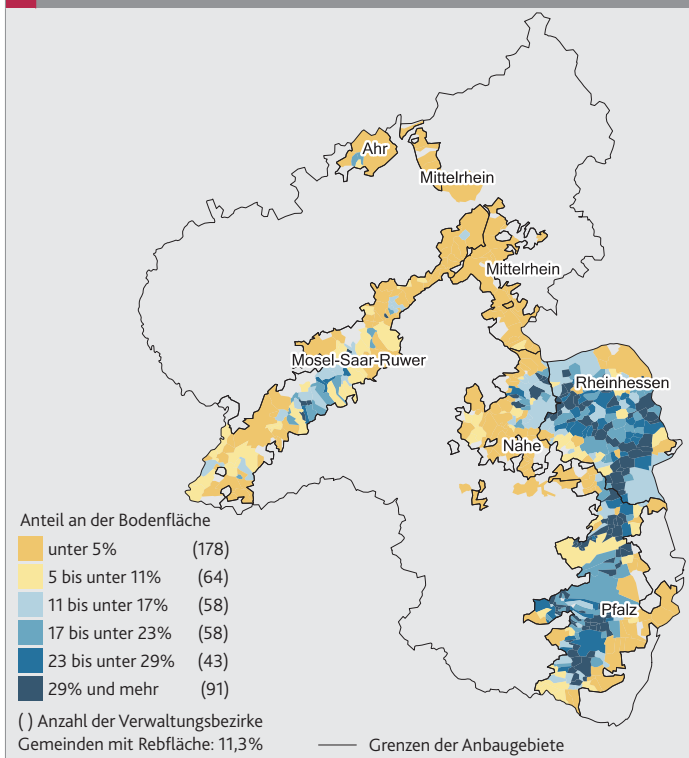 Ahr
Mittelrhein
Mittelrhein
Mosel-Saar-Ruwer
Rheinhessen
Nahe
Pfalz
Anteil an der Bodenfläche
unter 5% (178)
5 bis unter 11% (64)
11 bis unter 17% (58)
17 bis unter 23% (58)
23 bis unter 29% (43)
29% und mehr (91)
( ) Anzahl der Verwaltungsbezirke
Gemeinden mit Rebfläche: 11,3% Grenzen der Anbaugebiete